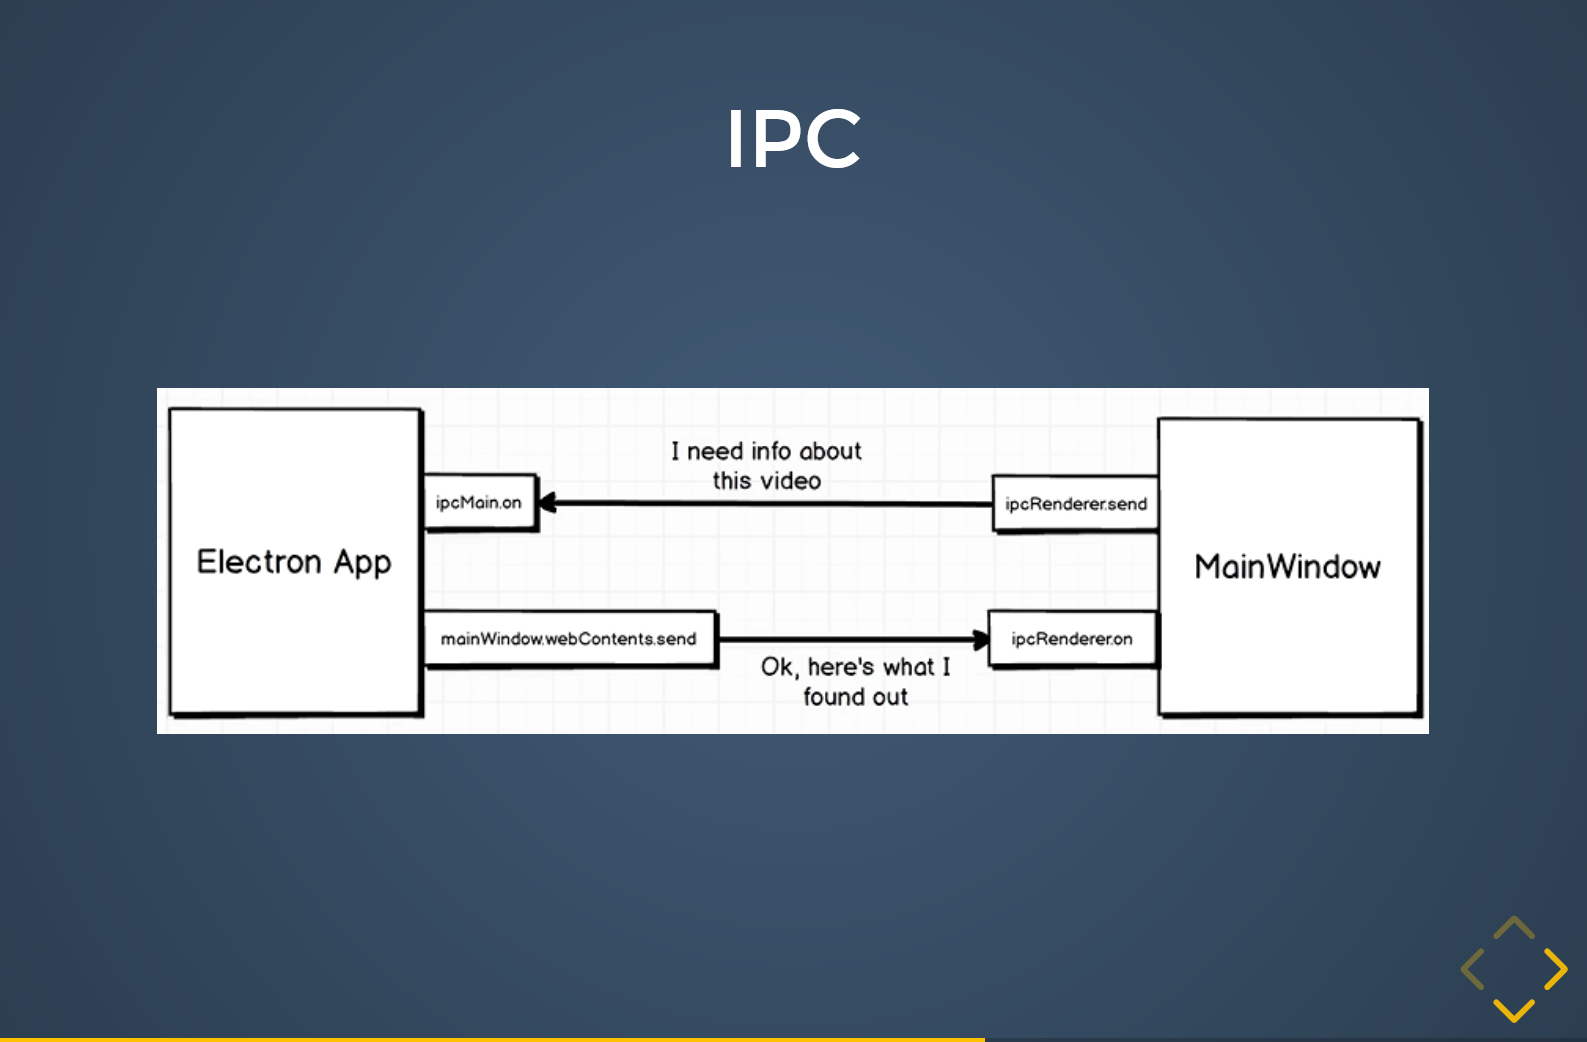 IPC
I need info about
this video
ipcMain.on
ipcRenderer.send
Electron App
MainWindow
mainWindow.webContents.send
ipcRenderer.on
Ok, here's what I
found out